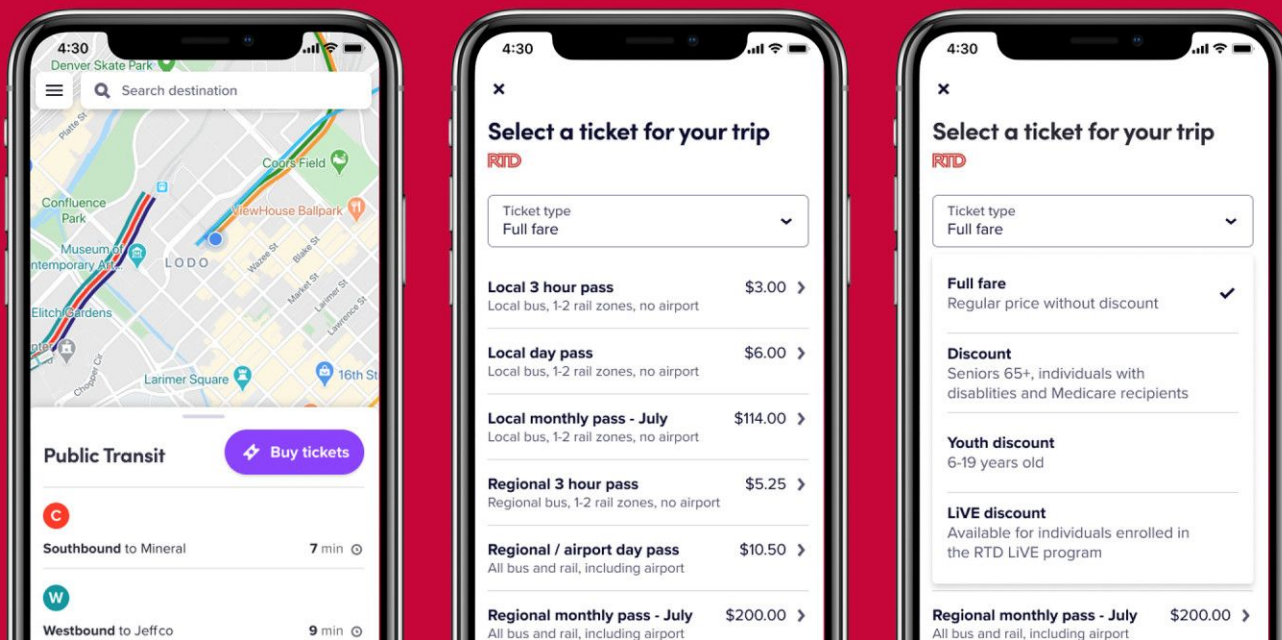 4:30
Denver Skate Park
Search destination
Platte St
Coors Field
Confluence
Park
ViewHouse Ballpark
Museum of
ntemporary Art...
LODO
Wazee St
Blake St
Market St
Larimer St
Lawrence St
Elitch Gardens
nter
Chopper Cir
Larimer Square
16th St
Public Transit
Buy tickets
C
Southbound to Mineral
7 min
W
Westbound to Jeffco
9 min
4:30
Select a ticket for your trip
RTD
Ticket type
Full fare
Local 3 hour pass $3.00
Local bus, 1-2 rail zones, no airport
Local day pass $6.00
Local bus, 1-2 rail zones, no airport
Local monthly pass - July $114.00
Local bus, 1-2 rail zones, no airport
Regional 3 hour pass $5.25
Regional bus, 1-2 rail zones, no airport
Regional / airport day pass $10.50
All bus and rail, including airport
Regional monthly pass - July $200.00
All bus and rail, including airport
4:30
Select a ticket for your trip
RTD
Ticket type
Full fare
Full fare
Regular price without discount
Discount
Seniors 65+, individuals with
disablities and Medicare recipients
Youth discount
6-19 years old
LiVE discount
Available for individuals enrolled in
the RTD LiVE program
Regional monthly pass - July $200.00
All bus and rail, including airport